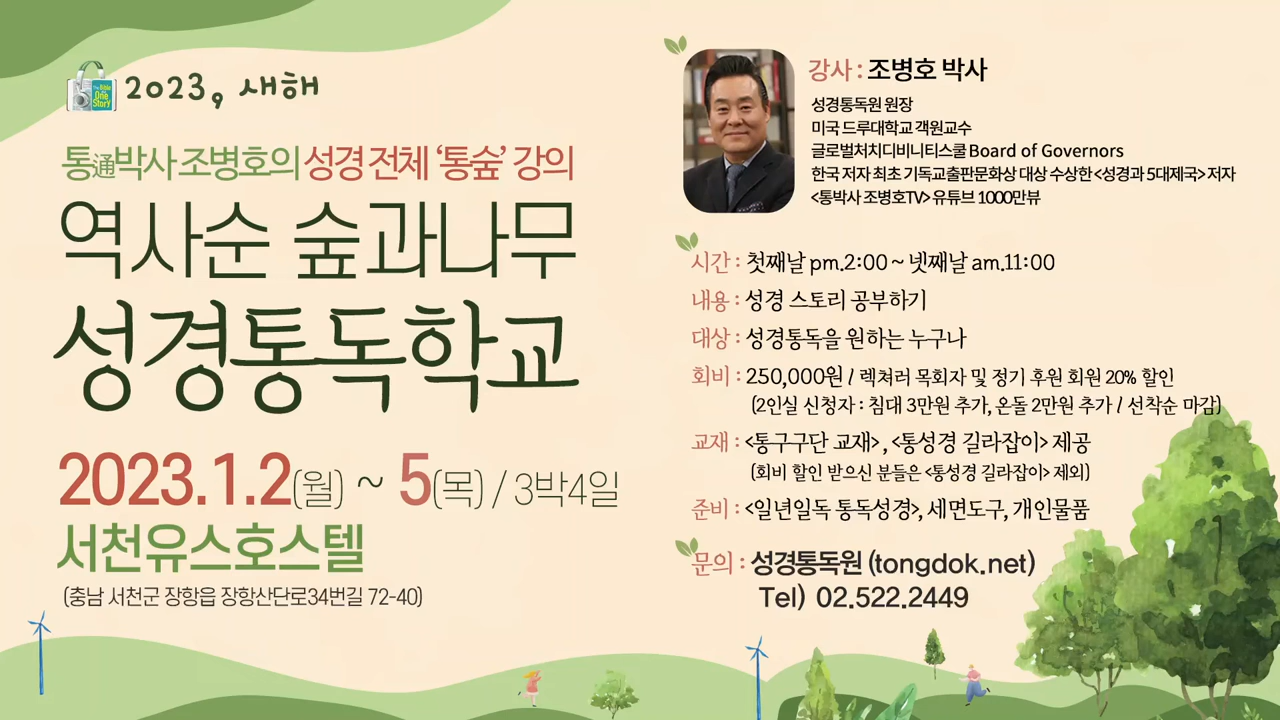 The Bible One Story
2023, 새해
통通박사 조병호의 성경 전체 ‘통숲’ 강의
역사순 숲과나무
성경통독학교
2023.1.2(월) ~ 5(목) / 3박4일
서천유스호스텔
(충남 서천군 장항읍 장항산단로34번길 72-40)
강사 : 조병호 박사
성경통독원 원장
미국 드루대학교 객원교수
글로벌처치디비니티스쿨 Board of Governors
한국 저자 최초 기독교출판문화상 대상 수상한 <성경과 5대제국> 저자
<통박사 조병호TV> 유튜브 1000만뷰
시간 : 첫째날 pm.2:00 ~ 넷째날 am.11:00
내용 : 성경 스토리 공부하기
대상 : 성경통독을 원하는 누구나
회비 : 250,000원 / 렉쳐러 목회자 및 정기 후원 회원 20% 할인
(2인실 신청자 : 침대 3만원 추가, 온돌 2만원 추가 / 선착순 마감)
교재 : <통구구단 교재>, <통성경 길라잡이> 제공
(회비 할인 받으신 분들은 <통성경 길라잡이> 제외)
준비 : <일년일독 통독성경>, 세면도구, 개인물품
문의 : 성경통독원 (tongdok.net)
Tel) 02.522.2449